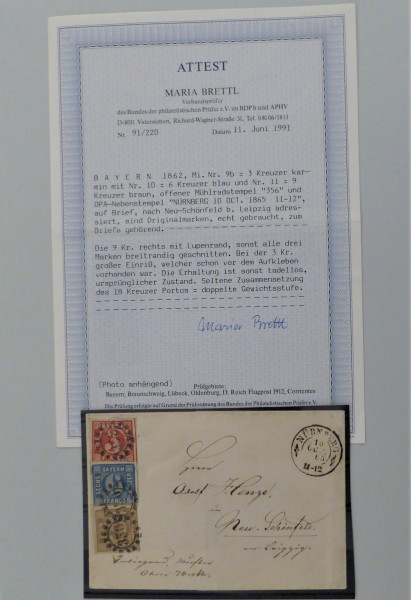 ATTEST
MARIA BRETTL
Verbandsprüfer
des Bundes der philatelistischen Prüfer e.V. im BDPh und APHV
D-8011 Vaterstetten, Richard-Wagner-Straße 31, Tel. 08106/1811
Nr. 91/220 Datum 11. Juni 1991
BAYERN 1862, Mi.Nr. 9b = 3 Kreuzer kar-
min mit Nr. 10 = 6 Kreuzer blau und Nr. 11 = 9
Kreuzer braun, offener Mühlradstempel "356" und
OPA-Nebenstempel "NÜRNBERG 10 OCT. 1865 11-12",
auf Brief, nach Neu-Schönfeld b. Leipzig adres-
siert, sind Originalmarken, echt gebraucht, zum
Briefe gehörend.
Die 9 Kr. rechts mit Lupenrand, sonst alle drei
Marken breitrandig geschnitten. Bei der 3 Kr.
großer Einriß, welcher schon vor dem Aufkleben
vorhanden war. Die Erhaltung ist sonst tadellos,
ursprünglicher Zustand. Seltene Zusammensetzung
des 18 Kreuzer Portos = doppelte Gewichtsstufe.
Maria Brettl
(Photo anhängend)
Prüfgebiete:
Bayern, Braunschweig, Lübeck, Oldenburg, D. Reich Flugpost 1912, Corrientes
Die Prüfung erfolgte auf Grund der Prüfordnung des Bundes der Philatelistischen Prüfer e.V.
NÜRNBERG
10
OCT
65
11-12
Herrn
BAYERN
SECHS
FRANCO
in
Neu-Schönfeld
Leipzig